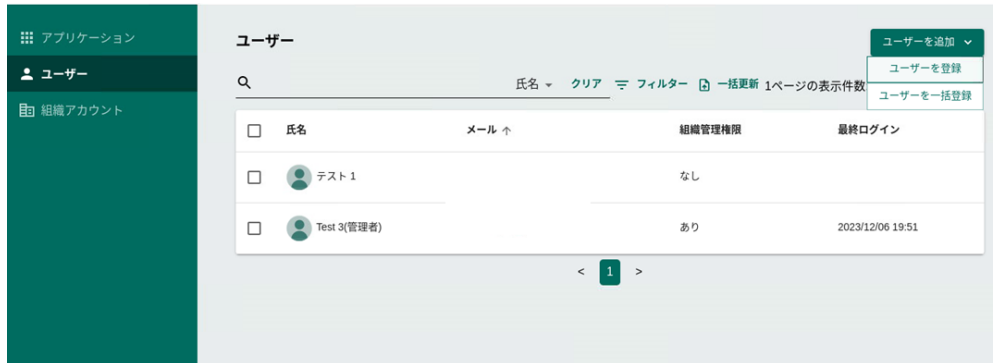 アプリケーション
ユーザー
組織アカウント
ユーザー
ユーザーを追加
ユーザーを登録
ユーザーを一括登録
氏名 クリア フィルター 一括更新 1ページの表示件数
氏名 メール ↑ 組織管理権限 最終ログイン
テスト 1 なし
Test 3(管理者) あり 2023/12/06 19:51
< 1 >